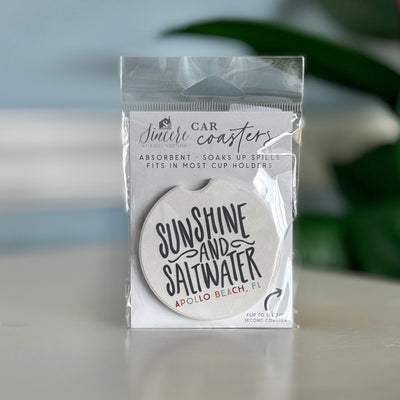 Sincere CAR
coasters
ABSORBENT · SOAKS UP SPILLS
FITS IN MOST CUP HOLDERS
SUNSHINE
AND
SALTWATER
APOLLO BEACH, FL
FLIP TO SEE THE
SECOND COASTER